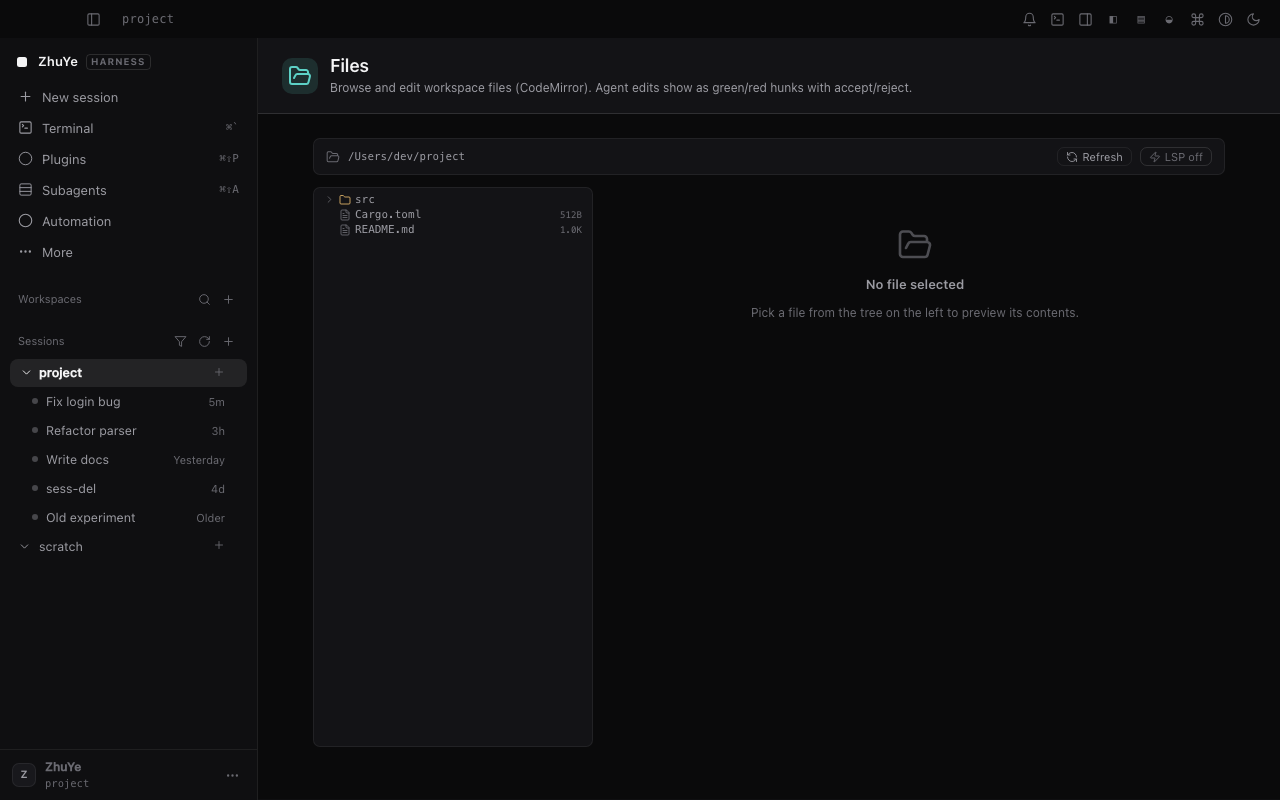 project
ZhuYe HARNESS
New session
Terminal ⌘`
Plugins ⌘⇧P
Subagents ⌘⇧A
Automation
More
Workspaces
Sessions
project
Fix login bug 5m
Refactor parser 3h
Write docs Yesterday
sess-del 4d
Old experiment Older
scratch
Z
ZhuYe
project
Files
Browse and edit workspace files (CodeMirror). Agent edits show as green/red hunks with accept/reject.
/Users/dev/project
Refresh
LSP off
src
Cargo.toml 512B
README.md 1.0K
No file selected
Pick a file from the tree on the left to preview its contents.